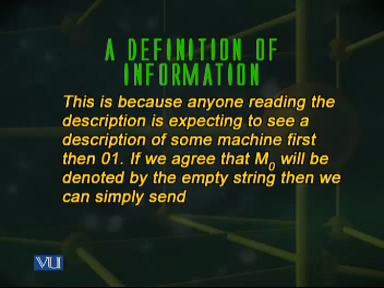 A DEFINITION OF
INFORMATION
This is because anyone reading the
description is expecting to see a
description of some machine first
then 01. If we agree that M₀ will be
denoted by the empty string then we
can simply send
VU